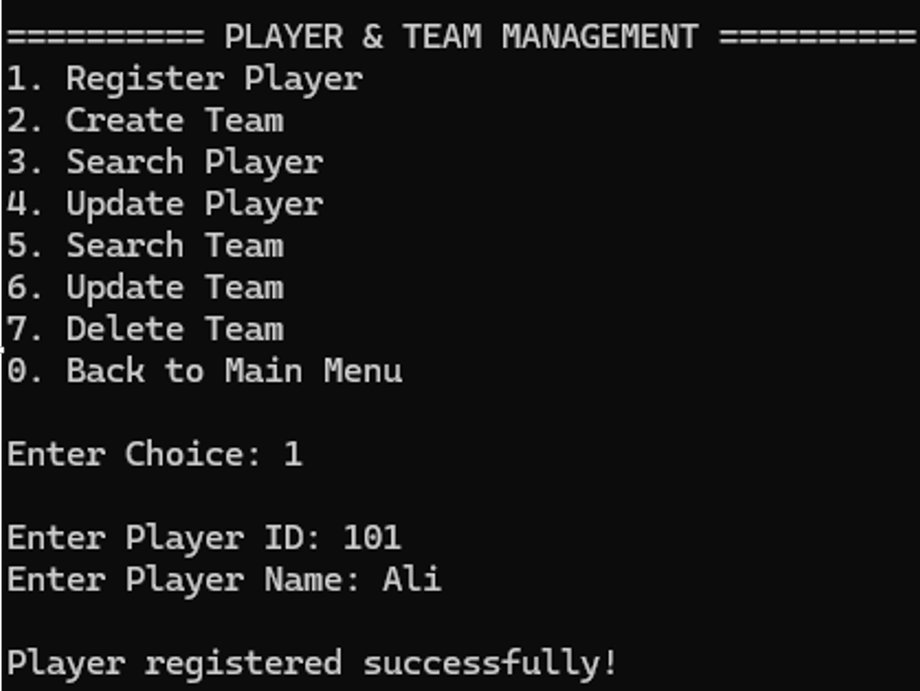 ========== PLAYER & TEAM MANAGEMENT ==========
1. Register Player
2. Create Team
3. Search Player
4. Update Player
5. Search Team
6. Update Team
7. Delete Team
0. Back to Main Menu
Enter Choice: 1
Enter Player ID: 101
Enter Player Name: Ali
Player registered successfully!